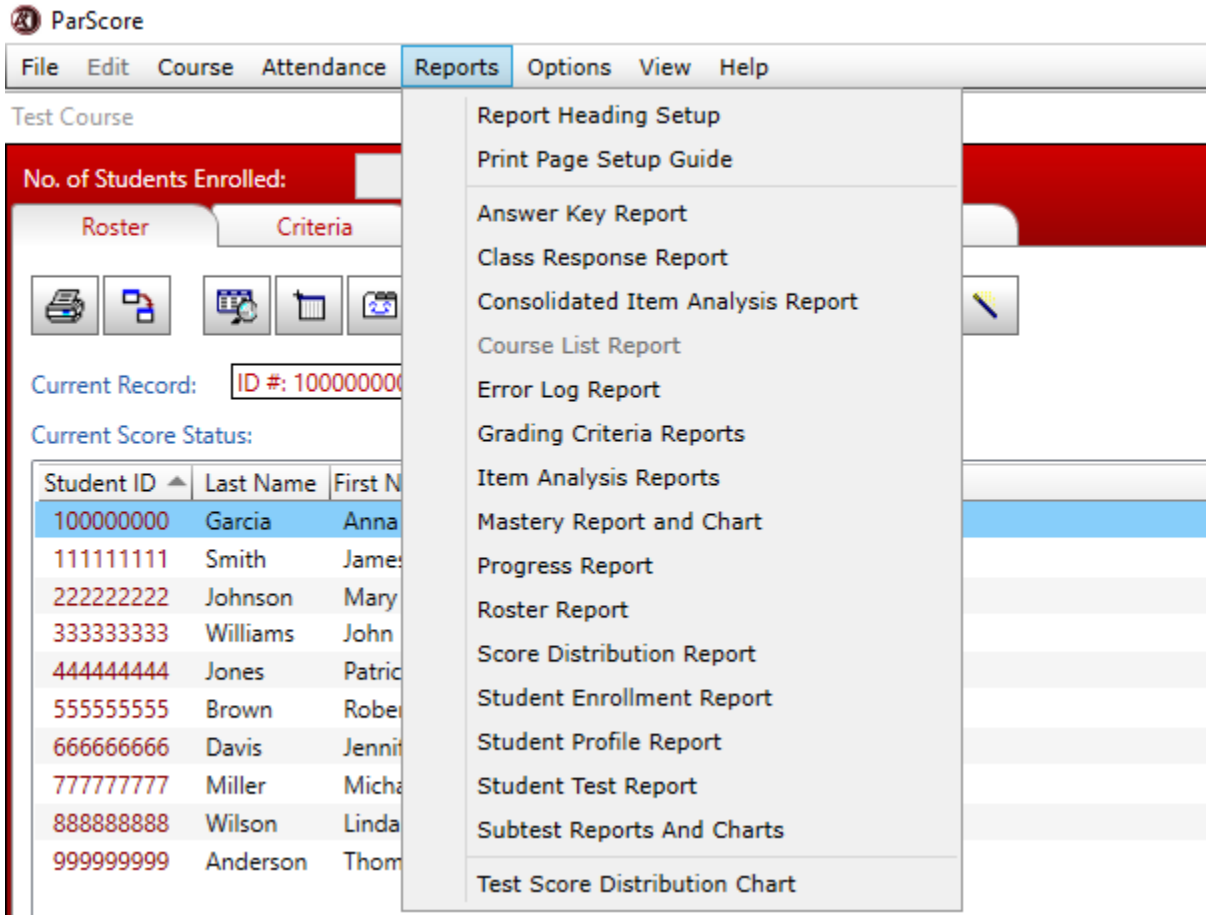 ParScore
File Edit Course Attendance Reports Options View Help
Test Course
No. of Students Enrolled:
Roster Criteria
Current Record: ID #: 100000000
Current Score Status:
Student ID Last Name First N
100000000 Garcia Anna
111111111 Smith James
222222222 Johnson Mary
333333333 Williams John
444444444 Jones Patric
555555555 Brown Rober
666666666 Davis Jennif
777777777 Miller Micha
888888888 Wilson Linda
999999999 Anderson Thom
Report Heading Setup
Print Page Setup Guide
Answer Key Report
Class Response Report
Consolidated Item Analysis Report
Course List Report
Error Log Report
Grading Criteria Reports
Item Analysis Reports
Mastery Report and Chart
Progress Report
Roster Report
Score Distribution Report
Student Enrollment Report
Student Profile Report
Student Test Report
Subtest Reports And Charts
Test Score Distribution Chart